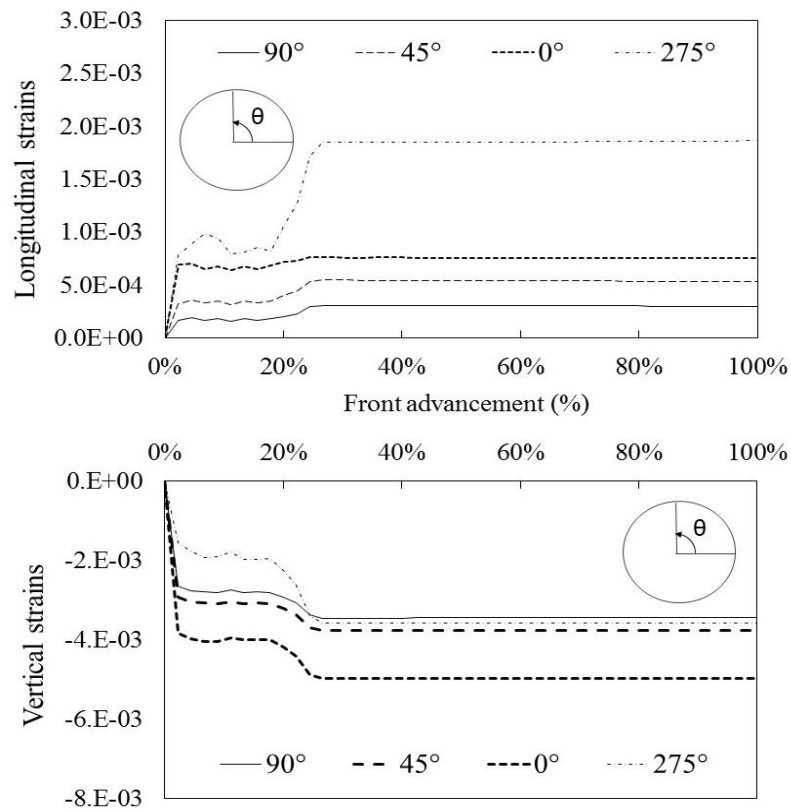 3.0E-03
90° 45° 0° 275°
2.5E-03
2.0E-03
θ
1.5E-03
1.0E-03
5.0E-04
0.0E+00
Longitudinal strains
0% 20% 40% 60% 80% 100%
Front advancement (%)
0% 20% 40% 60% 80% 100%
0.E+00
θ
-2.E-03
-4.E-03
-6.E-03
Vertical strains
90° 45° 0° 275°
-8.E-03